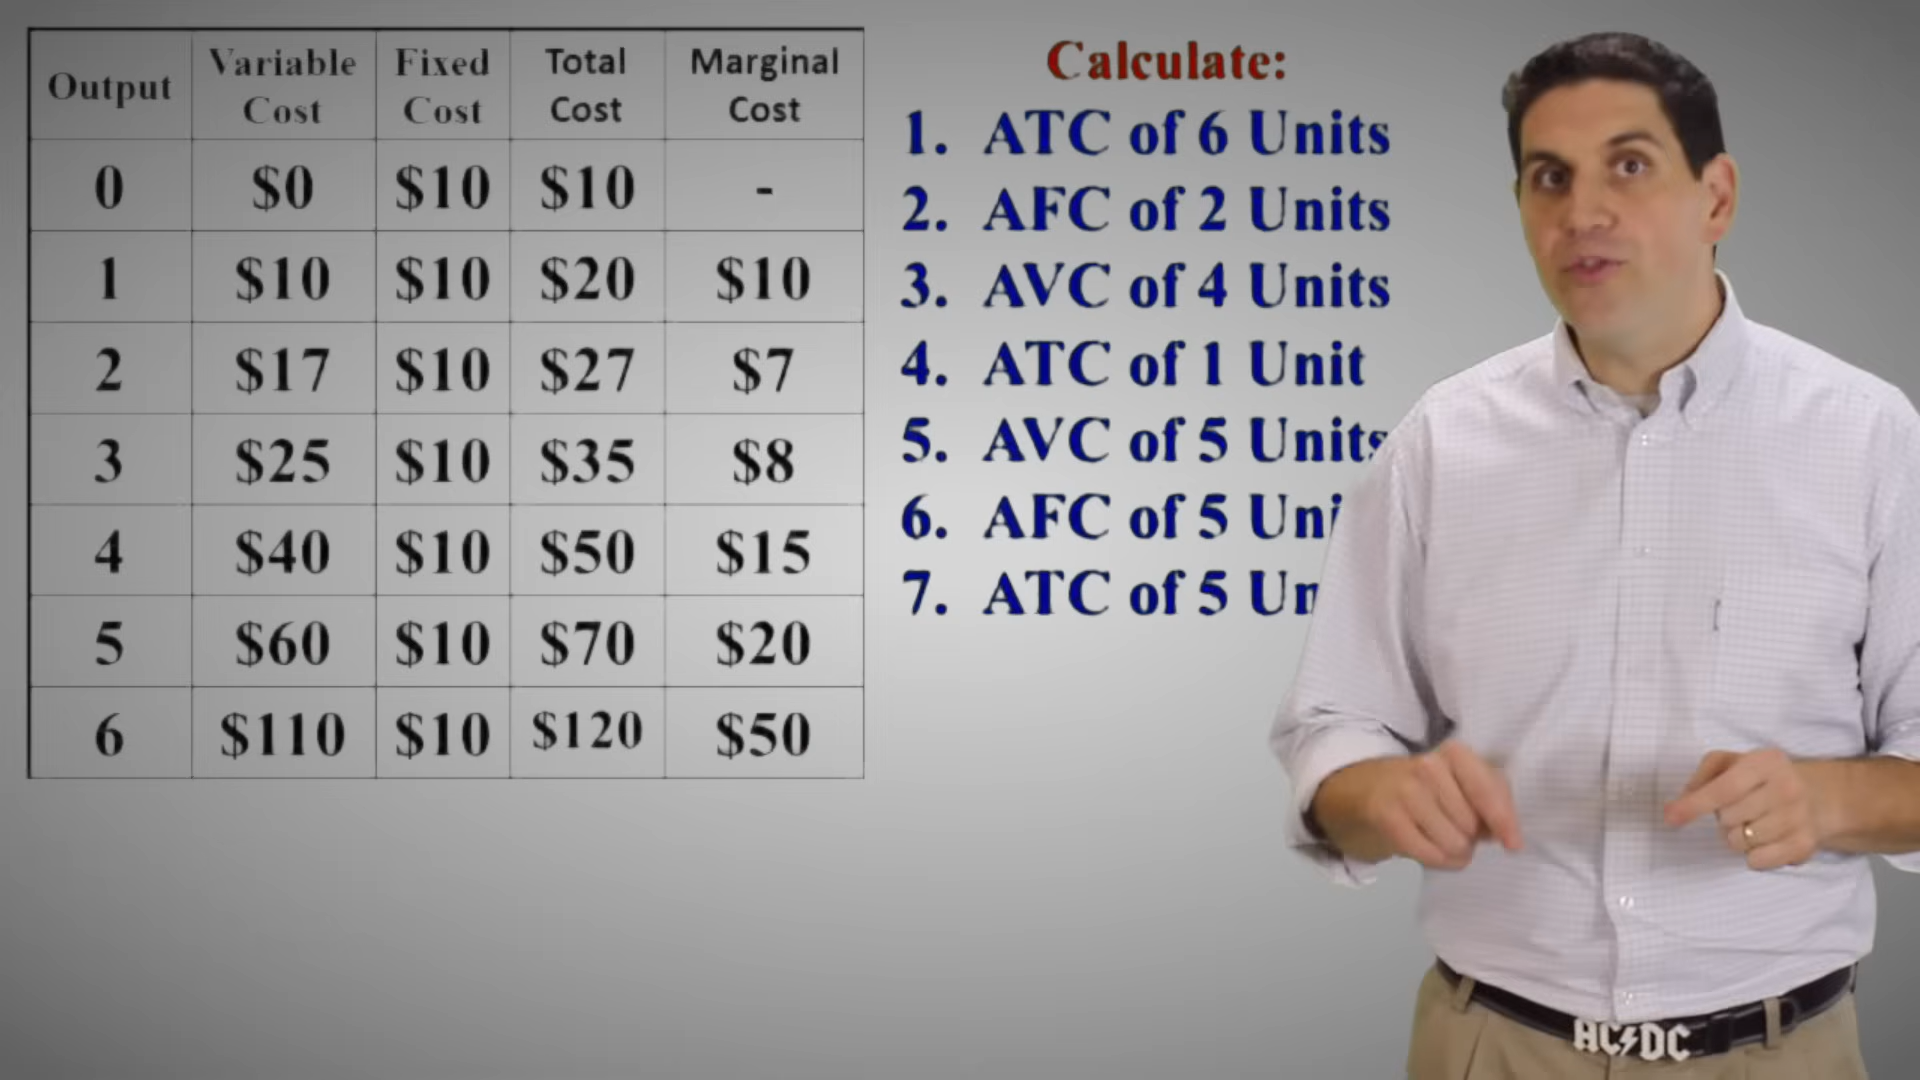 Output Variable Cost Fixed Cost Total Cost Marginal Cost
0 $0 $10 $10 -
1 $10 $10 $20 $10
2 $17 $10 $27 $7
3 $25 $10 $35 $8
4 $40 $10 $50 $15
5 $60 $10 $70 $20
6 $110 $10 $120 $50
Calculate:
1. ATC of 6 Units
2. AFC of 2 Units
3. AVC of 4 Units
4. ATC of 1 Unit
5. AVC of 5 Units
6. AFC of 5 Uni
7. ATC of 5 Un
AC⚡DC